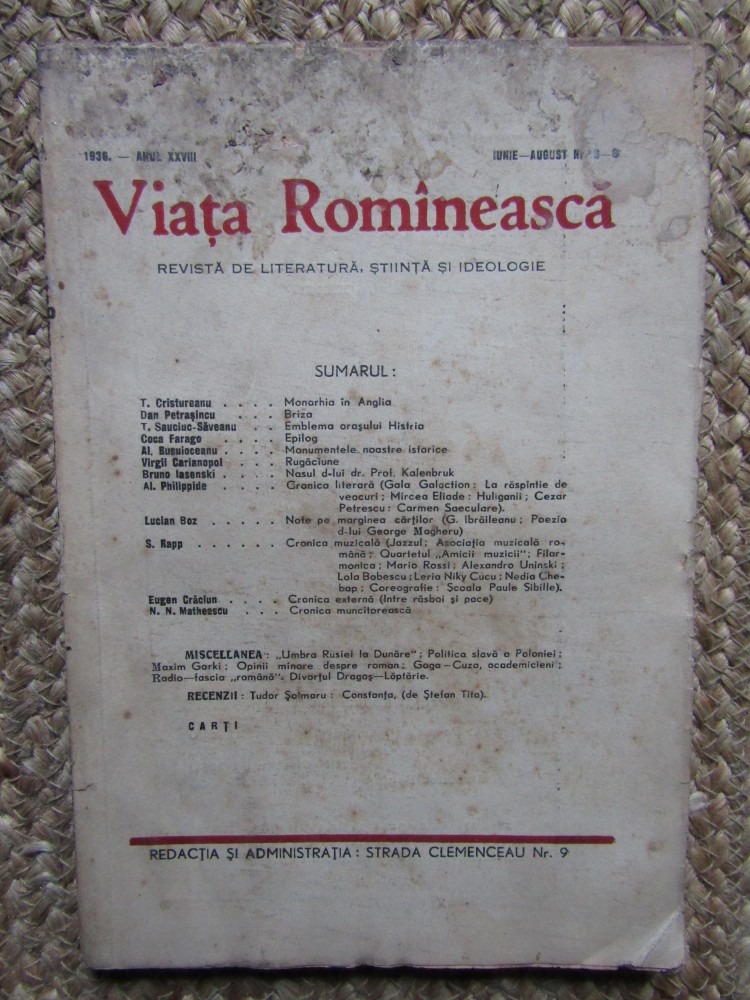 1936. — ANUL XXVIII IUNIE—AUGUST Nr.
Viața Romînească
REVISTĂ DE LITERATURĂ, ȘTIINȚĂ ȘI IDEOLOGIE
SUMARUL :
T. Cristureanu . . . . Monarhia în Anglia
Dan Petrașincu . . . Briza
T. Sauciuc-Săveanu . . Emblema orașului Histria
Coca Farago . . . . Epilog
Al. Busuioceanu . . . . Monumentele noastre istorice
Virgil Carianopol . . . Rugăciune
Bruno Iasenski . . . . Nasul d-lui dr. Prof. Kalenbruk
Al. Philippide . . . . Cronica literară (Gala Galaction : La răspîntie de
veacuri ; Mircea Eliade : Huliganii ; Cezar
Petrescu : Carmen Saeculare).
Lucian Boz . . . . . Note pe marginea cărților (G. Ibrăileanu ; Poezia
d-lui George Magheru)
S. Rapp . . . . . . Cronica muzicală (Jazzul ; Asociația muzicală ro-
mână ; Quartetul „Amicii muzicii" ; Filar-
monica ; Mario Rossi ; Alexandro Uninski ;
Lola Bobescu ; Leria Niky Cucu ; Nedia Che-
bap ; Coreografie : Școala Paule Sibille).
Eugen Crăciun . . . . Cronica externă (Intre răsboi și pace)
N. N. Matheescu . . . Cronica muncitorească
MISCELLANEA : „Umbra Rusiei la Dunăre" ; Politica slavă a Poloniei ;
Maxim Garki ; Opinii minore despre roman ; Goga—Cuza, academicieni ;
Radio—fascia „română". Divorțul Dragoș—Lăptărie.
RECENZII : Tudor Șolmaru : Constanța, (de Ștefan Tita).
CARȚI
REDACȚIA ȘI ADMINISTRAȚIA : STRADA CLEMENCEAU Nr. 9